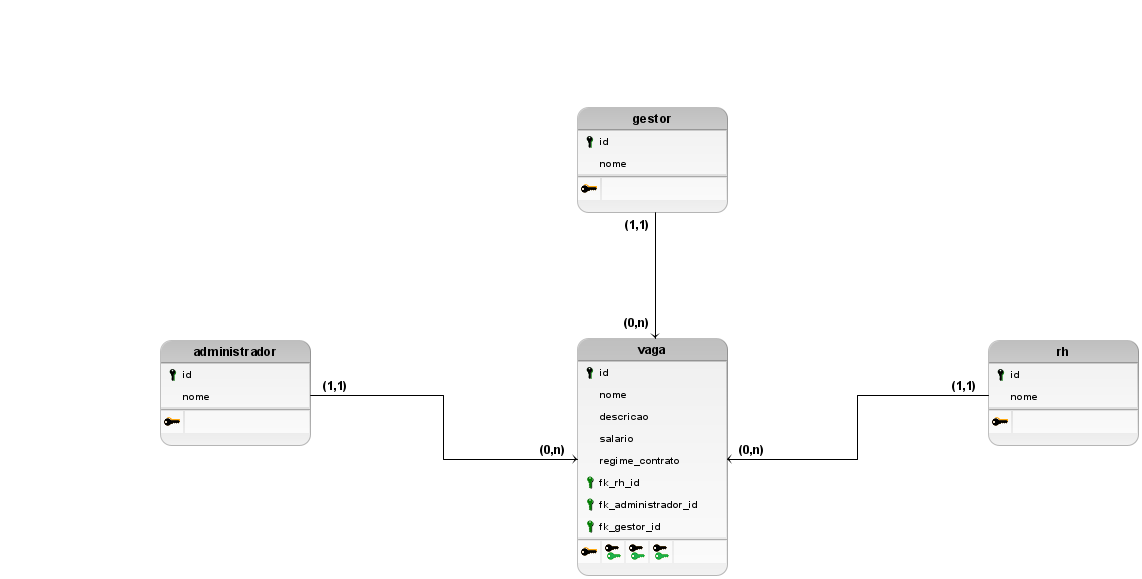 gestor
id
nome
(1,1)
(0,n)
administrador
id
nome
(1,1)
(0,n)
vaga
id
nome
descricao
salario
regime_contrato
fk_rh_id
fk_administrador_id
fk_gestor_id
rh
id
nome
(1,1)
(0,n)